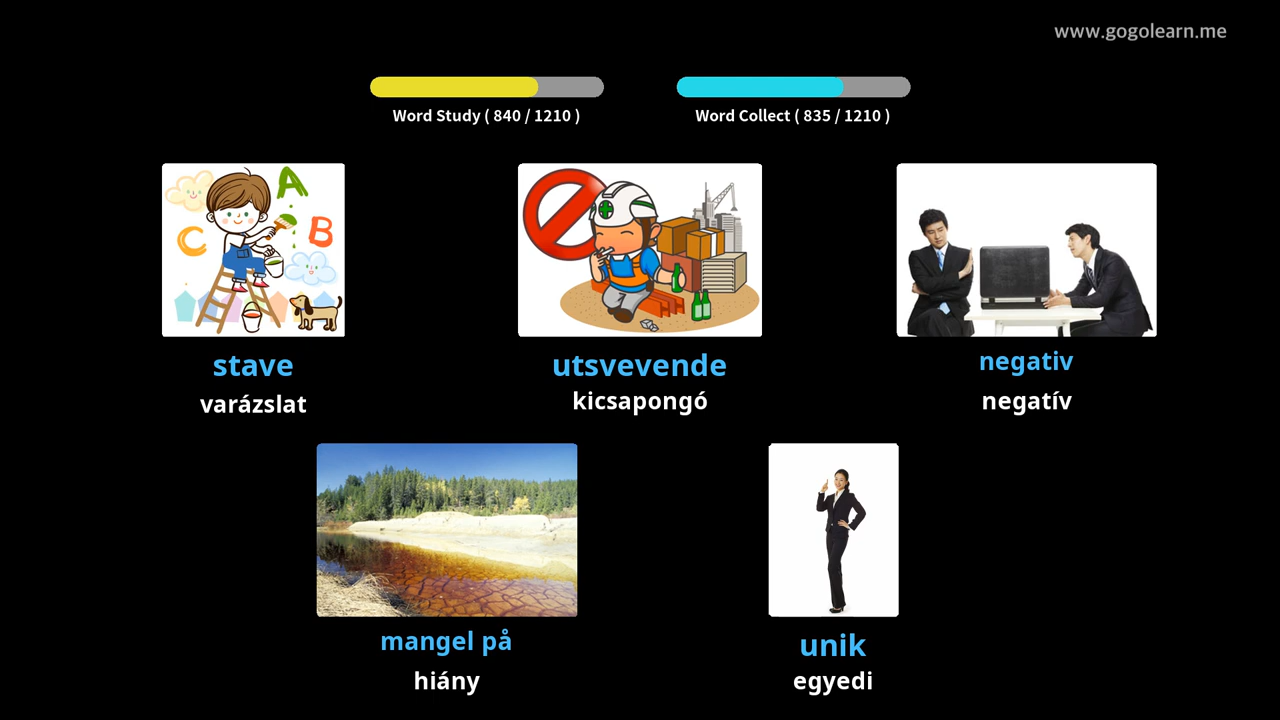 www.gogolearn.me
Word Study ( 840 / 1210 )
Word Collect ( 835 / 1210 )
A
B
C
stave
varázslat
utsvevende
kicsapongó
negativ
negatív
mangel på
hiány
unik
egyedi